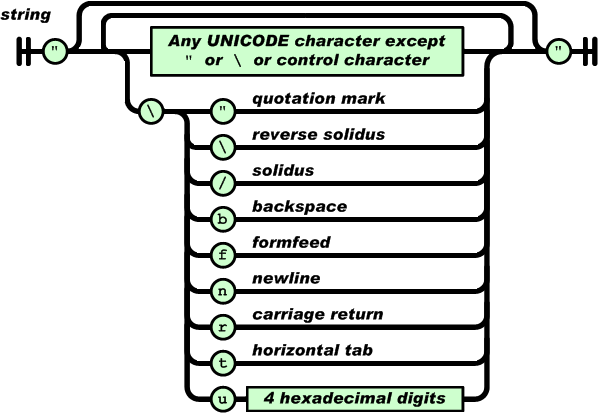 string
" Any UNICODE character except "
" or \ or control character
\ " quotation mark
\ reverse solidus
/ solidus
b backspace
f formfeed
n newline
r carriage return
t horizontal tab
u 4 hexadecimal digits